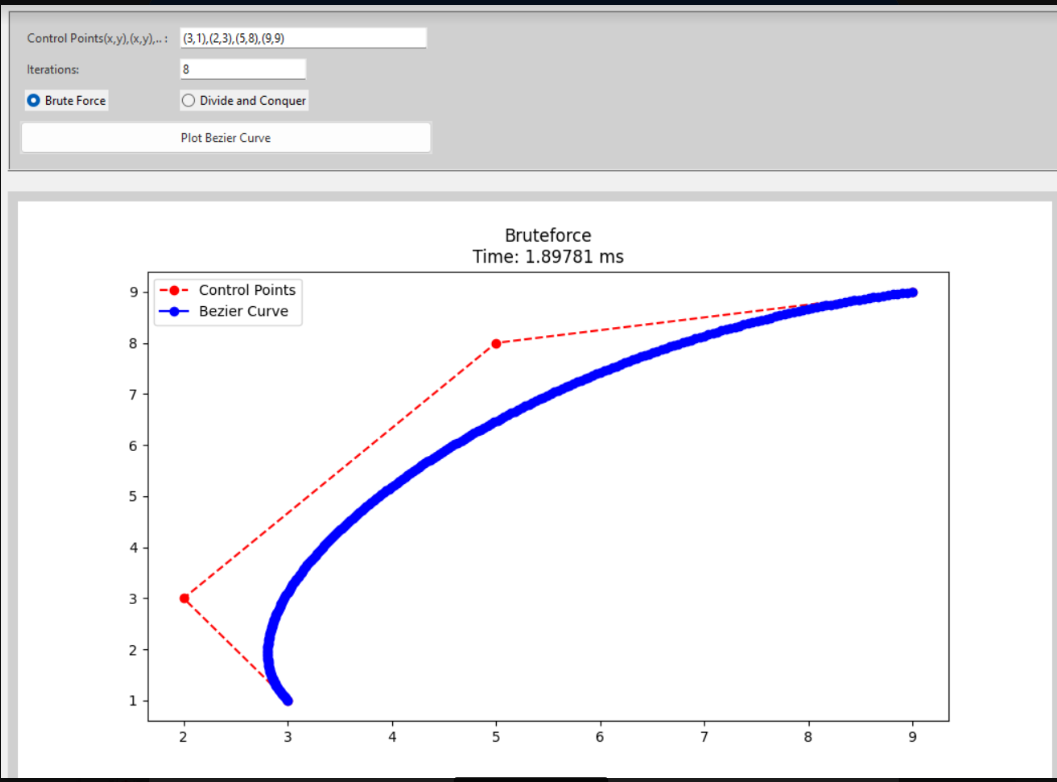 Control Points(x,y),(x,y),.. : (3,1),(2,3),(5,8),(9,9)
Iterations: 8
Brute Force Divide and Conquer
Plot Bezier Curve
Bruteforce
Time: 1.89781 ms
Control Points
Bezier Curve
9
8
7
6
5
4
3
2
1
2 3 4 5 6 7 8 9